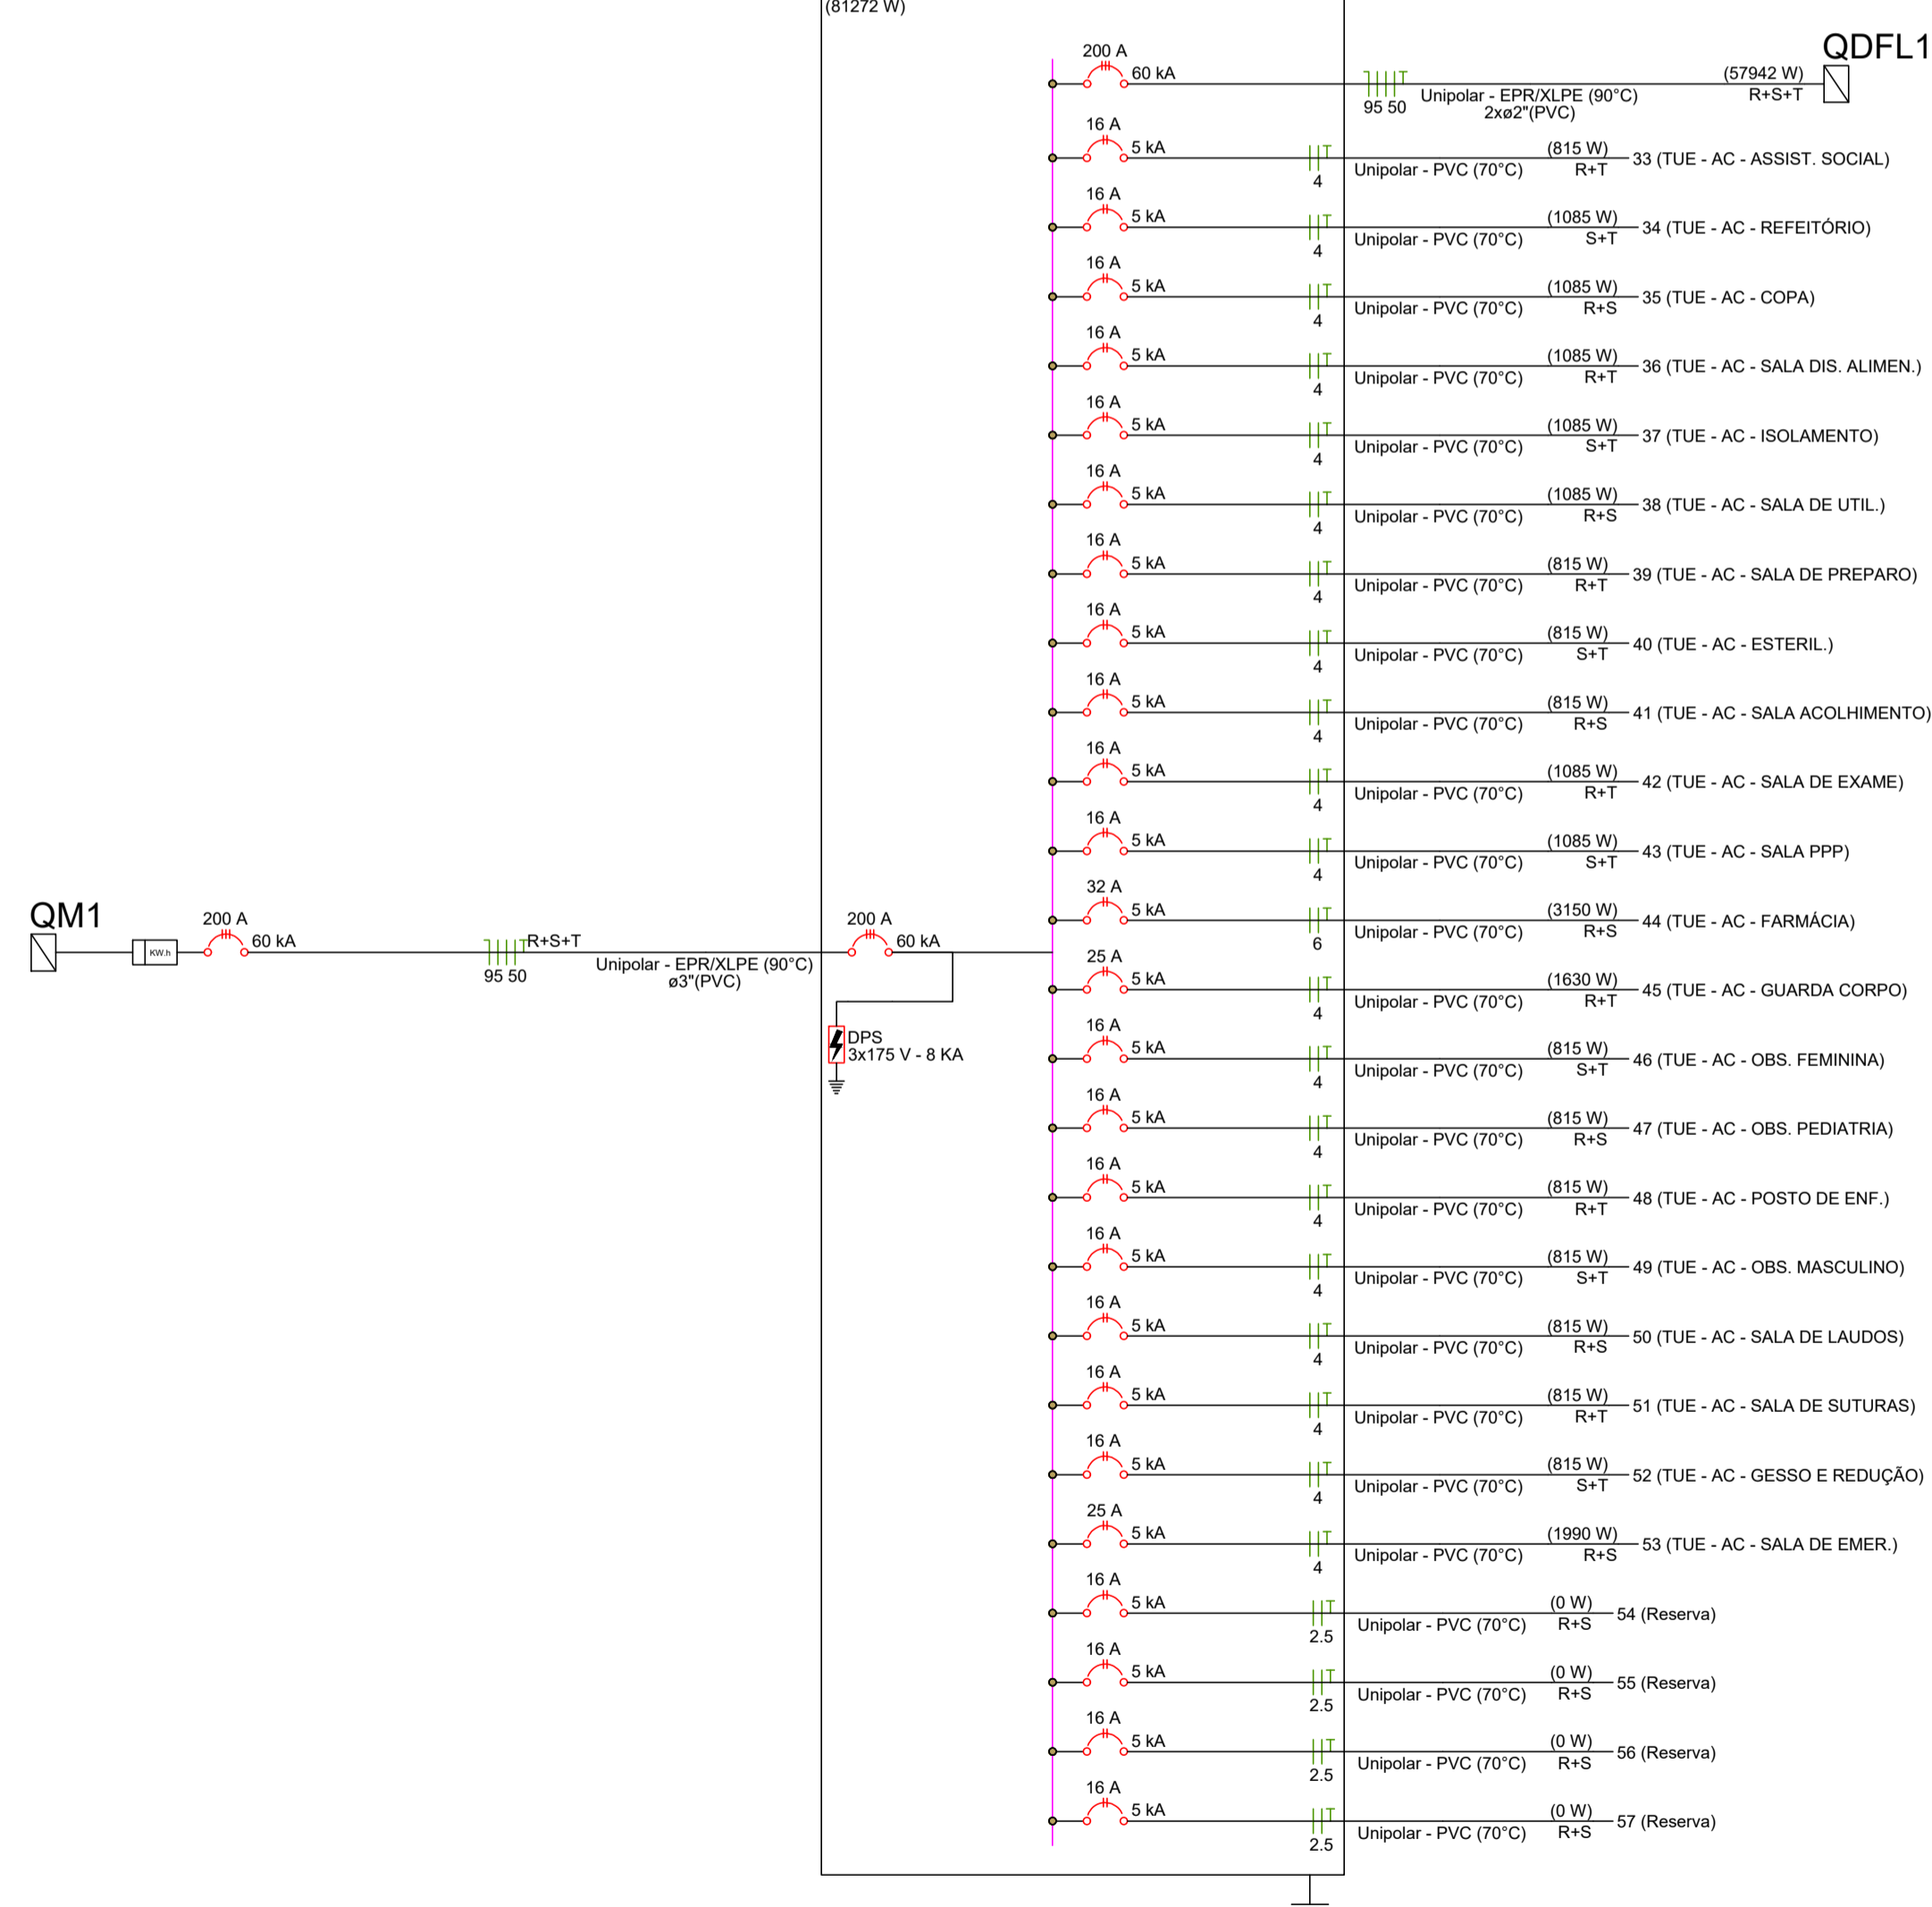 (81272 W)
QDFL1
200 A
60 kA
95 50
Unipolar - EPR/XLPE (90°C)
2xø2"(PVC)
(57942 W)
R+S+T
16 A
5 kA
4
Unipolar - PVC (70°C)
(815 W)
R+T
33 (TUE - AC - ASSIST. SOCIAL)
16 A
5 kA
4
Unipolar - PVC (70°C)
(1085 W)
S+T
34 (TUE - AC - REFEITÓRIO)
16 A
5 kA
4
Unipolar - PVC (70°C)
(1085 W)
R+S
35 (TUE - AC - COPA)
16 A
5 kA
4
Unipolar - PVC (70°C)
(1085 W)
R+T
36 (TUE - AC - SALA DIS. ALIMEN.)
16 A
5 kA
4
Unipolar - PVC (70°C)
(1085 W)
S+T
37 (TUE - AC - ISOLAMENTO)
16 A
5 kA
4
Unipolar - PVC (70°C)
(1085 W)
R+S
38 (TUE - AC - SALA DE UTIL.)
16 A
5 kA
4
Unipolar - PVC (70°C)
(815 W)
R+T
39 (TUE - AC - SALA DE PREPARO)
16 A
5 kA
4
Unipolar - PVC (70°C)
(815 W)
S+T
40 (TUE - AC - ESTERIL.)
16 A
5 kA
4
Unipolar - PVC (70°C)
(815 W)
R+S
41 (TUE - AC - SALA ACOLHIMENTO)
16 A
5 kA
4
Unipolar - PVC (70°C)
(1085 W)
R+T
42 (TUE - AC - SALA DE EXAME)
16 A
5 kA
4
Unipolar - PVC (70°C)
(1085 W)
S+T
43 (TUE - AC - SALA PPP)
32 A
5 kA
6
Unipolar - PVC (70°C)
(3150 W)
R+S
44 (TUE - AC - FARMÁCIA)
QM1
KW.h
200 A
60 kA
95 50
R+S+T
Unipolar - EPR/XLPE (90°C)
ø3"(PVC)
200 A
60 kA
DPS
3x175 V - 8 KA
25 A
5 kA
4
Unipolar - PVC (70°C)
(1630 W)
R+T
45 (TUE - AC - GUARDA CORPO)
16 A
5 kA
4
Unipolar - PVC (70°C)
(815 W)
S+T
46 (TUE - AC - OBS. FEMININA)
16 A
5 kA
4
Unipolar - PVC (70°C)
(815 W)
R+S
47 (TUE - AC - OBS. PEDIATRIA)
16 A
5 kA
4
Unipolar - PVC (70°C)
(815 W)
R+T
48 (TUE - AC - POSTO DE ENF.)
16 A
5 kA
4
Unipolar - PVC (70°C)
(815 W)
S+T
49 (TUE - AC - OBS. MASCULINO)
16 A
5 kA
4
Unipolar - PVC (70°C)
(815 W)
R+S
50 (TUE - AC - SALA DE LAUDOS)
16 A
5 kA
4
Unipolar - PVC (70°C)
(815 W)
R+T
51 (TUE - AC - SALA DE SUTURAS)
16 A
5 kA
4
Unipolar - PVC (70°C)
(815 W)
S+T
52 (TUE - AC - GESSO E REDUÇÃO)
25 A
5 kA
4
Unipolar - PVC (70°C)
(1990 W)
R+S
53 (TUE - AC - SALA DE EMER.)
16 A
5 kA
2.5
Unipolar - PVC (70°C)
(0 W)
R+S
54 (Reserva)
16 A
5 kA
2.5
Unipolar - PVC (70°C)
(0 W)
R+S
55 (Reserva)
16 A
5 kA
2.5
Unipolar - PVC (70°C)
(0 W)
R+S
56 (Reserva)
16 A
5 kA
2.5
Unipolar - PVC (70°C)
(0 W)
R+S
57 (Reserva)